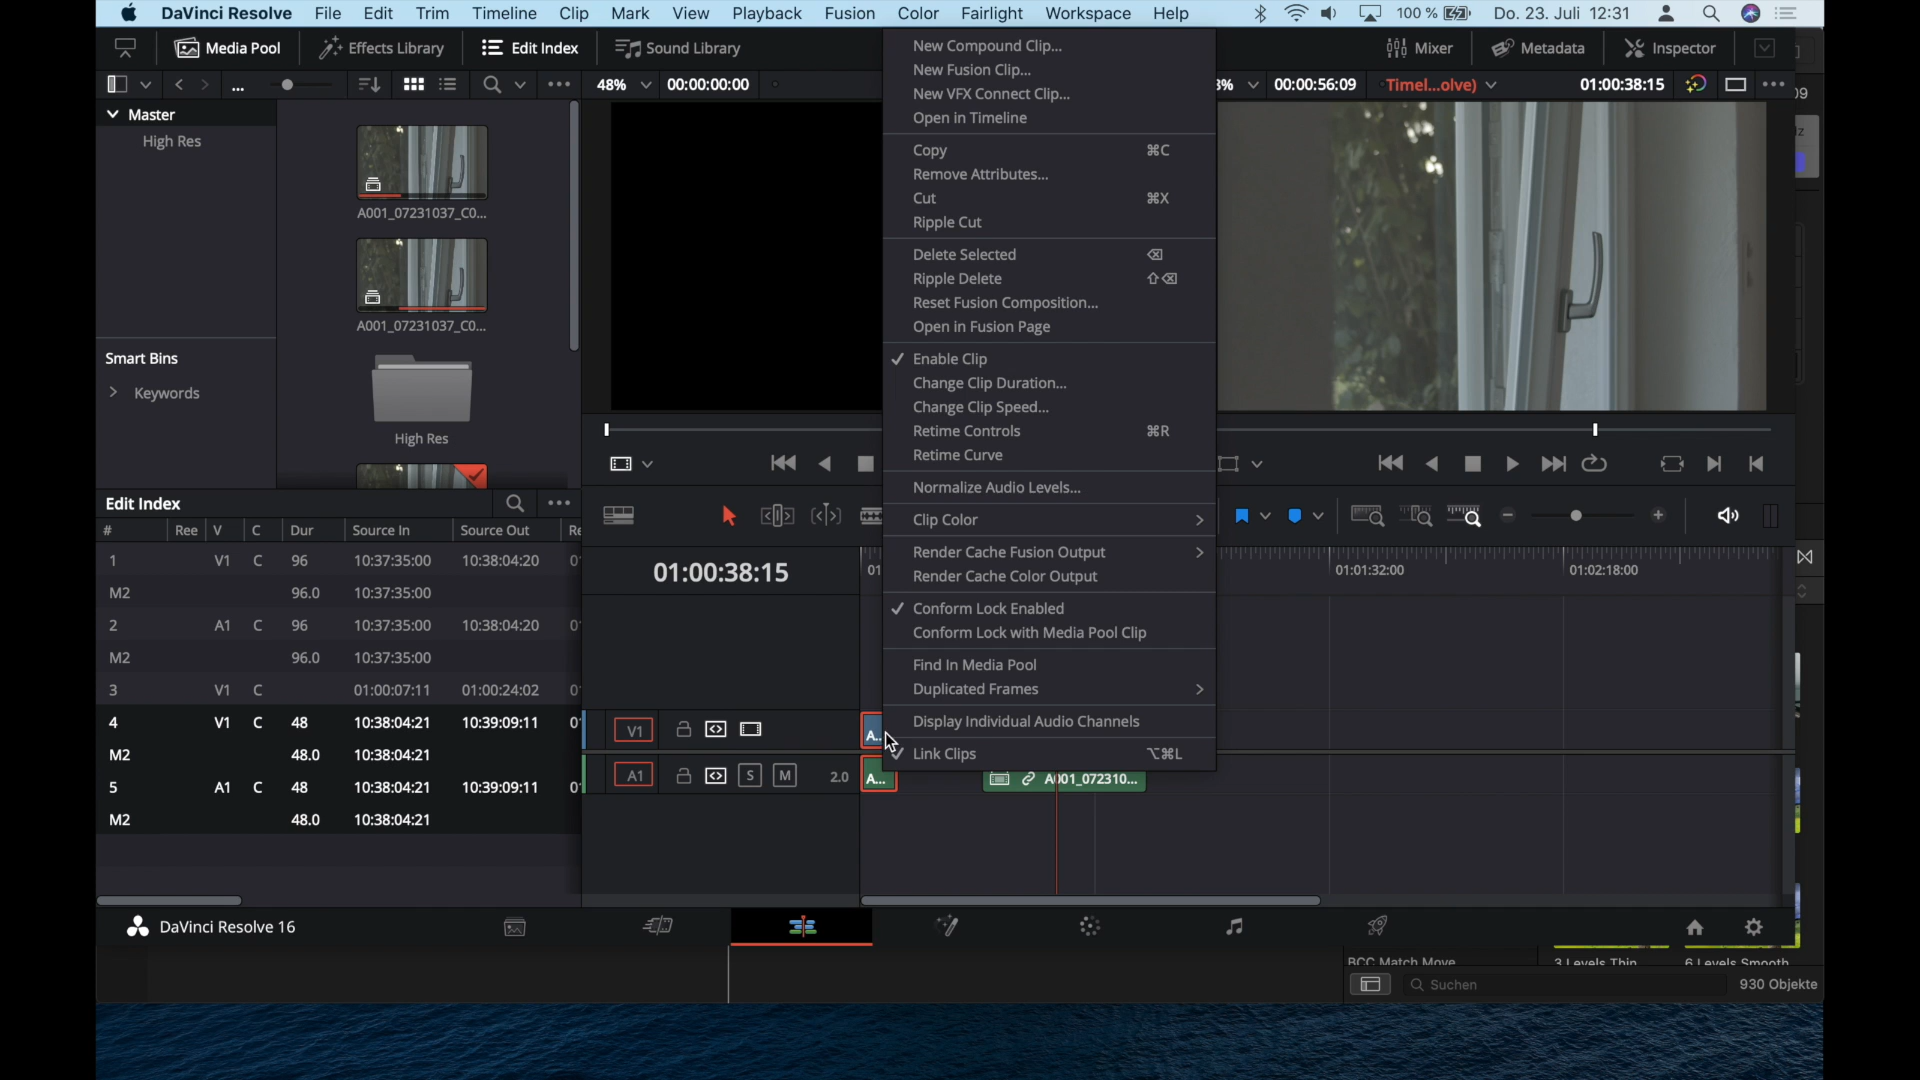 DaVinci Resolve File Edit Trim Timeline Clip Mark View Playback Fusion Color Fairlight Workspace Help 100 % Do. 23. Juli 12:31
Media Pool Effects Library Edit Index Sound Library Mixer Metadata Inspector
... 48% 00:00:00:00 00:00:56:09 Timel...olve) 01:00:38:15
Master
High Res
A001_07231037_C0...
A001_07231037_C0...
High Res
Smart Bins
Keywords
New Compound Clip...
New Fusion Clip...
New VFX Connect Clip...
Open in Timeline
Copy ⌘C
Remove Attributes...
Cut ⌘X
Ripple Cut
Delete Selected ⌫
Ripple Delete ⇧⌫
Reset Fusion Composition...
Open in Fusion Page
✓ Enable Clip
Change Clip Duration...
Change Clip Speed...
Retime Controls ⌘R
Retime Curve
Normalize Audio Levels...
Clip Color
Render Cache Fusion Output
Render Cache Color Output
✓ Conform Lock Enabled
Conform Lock with Media Pool Clip
Find In Media Pool
Duplicated Frames
Display Individual Audio Channels
✓ Link Clips ⌥⌘L
Edit Index
# Ree V C Dur Source In Source Out Re
1 V1 C 96 10:37:35:00 10:38:04:20
M2 96.0 10:37:35:00
2 A1 C 96 10:37:35:00 10:38:04:20
M2 96.0 10:37:35:00
3 V1 C 01:00:07:11 01:00:24:02
4 V1 C 48 10:38:04:21 10:39:09:11
M2 48.0 10:38:04:21
5 A1 C 48 10:38:04:21 10:39:09:11
M2 48.0 10:38:04:21
01:00:38:15
01:01:32:00 01:02:18:00
V1 A...
A1 S M 2.0 A... A001_072310...
DaVinci Resolve 16
BCC Match Move 3 Levels Thin 6 Levels Smooth
Suchen 930 Objekte